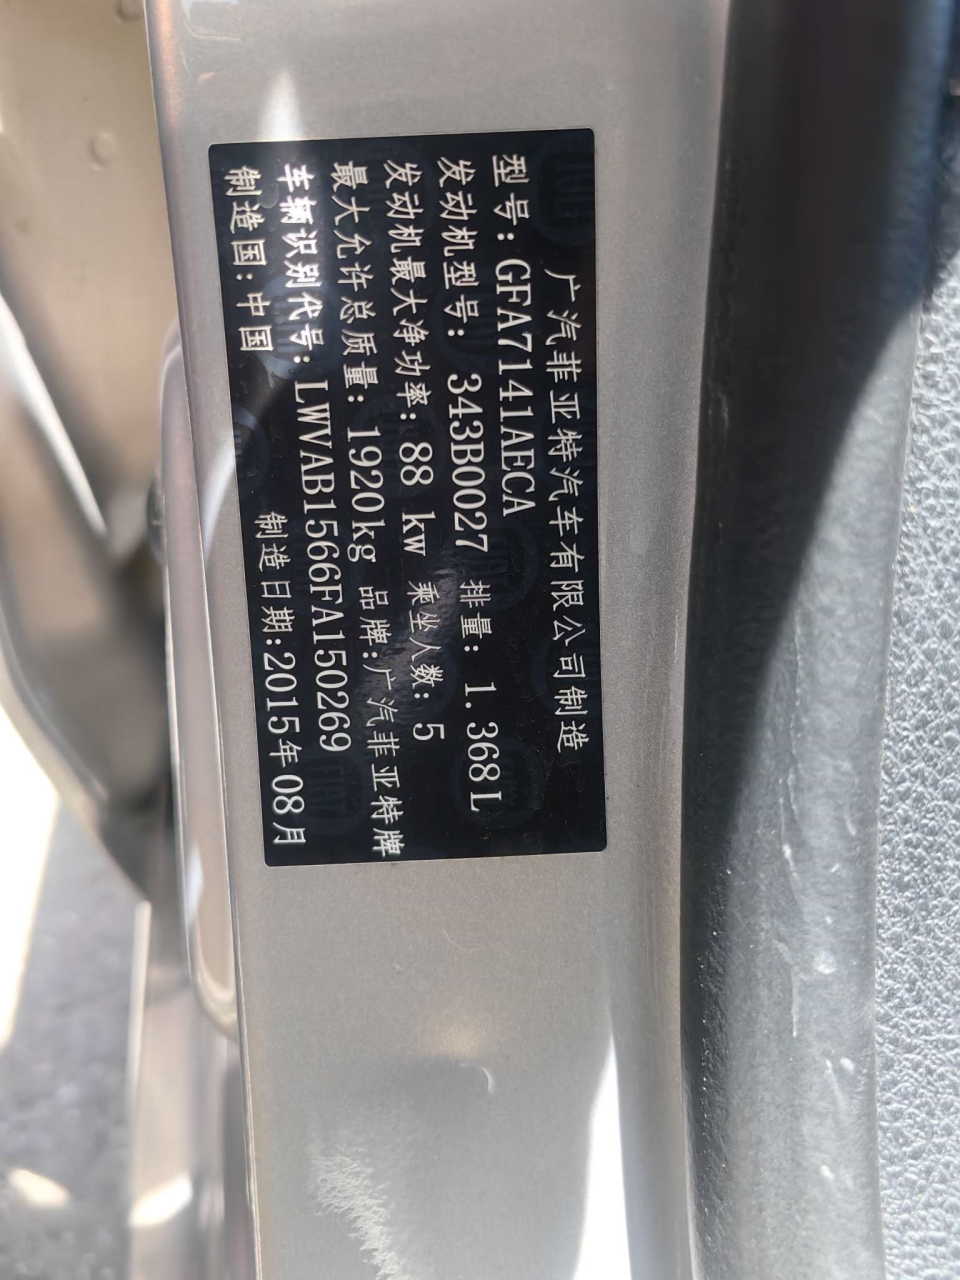 广汽菲亚特汽车有限公司制造
型号:GFA7141AECA
发动机型号: 343B0027 排量: 1.368L
发动机最大净功率:88 kw 乘坐人数: 5
最大允许总质量:1920kg 品牌:广汽菲亚特牌
车辆识别代号:LWVAB1566FA150269
制造国:中国 制造日期:2015年08月